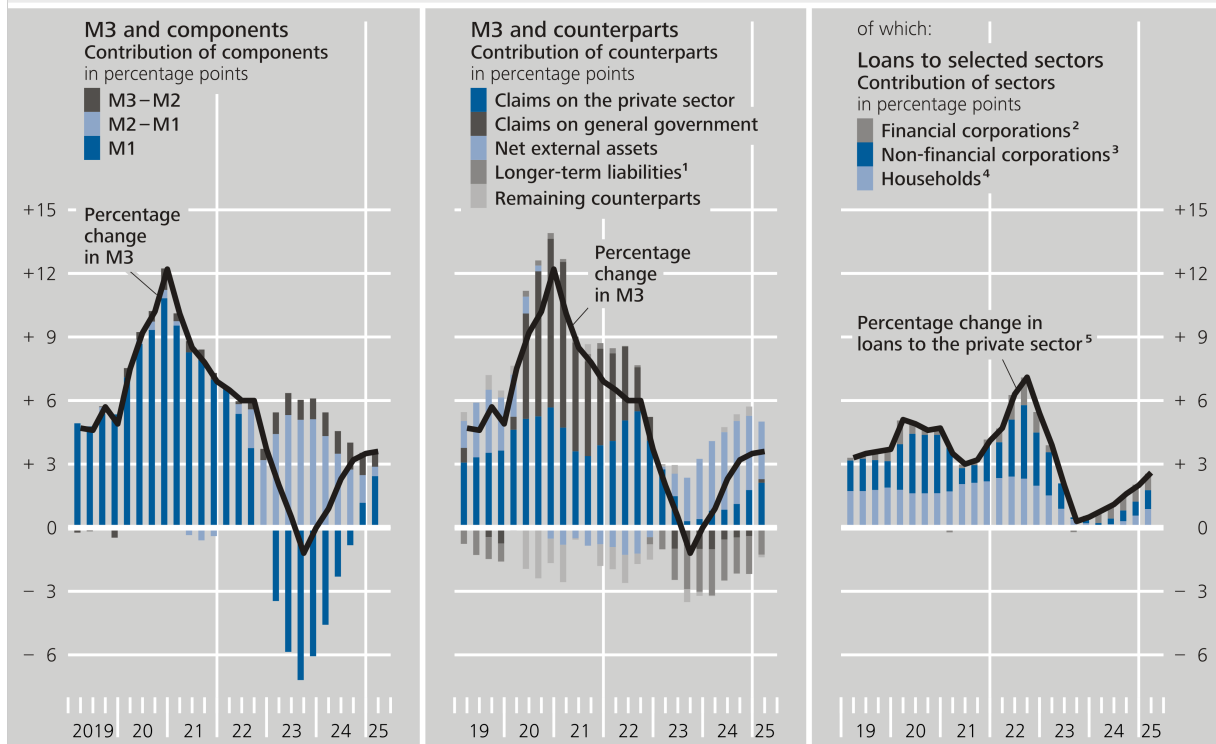 M3 and components
Contribution of components
in percentage points
M3 – M2
M2 – M1
M1
Percentage
change
in M3
+15
+12
+ 9
+ 6
+ 3
0
− 3
− 6
2019 20 21 22 23 24 25
M3 and counterparts
Contribution of counterparts
in percentage points
Claims on the private sector
Claims on general government
Net external assets
Longer-term liabilities¹
Remaining counterparts
Percentage
change
in M3
19 20 21 22 23 24 25
of which:
Loans to selected sectors
Contribution of sectors
in percentage points
Financial corporations²
Non-financial corporations³
Households⁴
Percentage change in
loans to the private sector⁵
+15
+12
+ 9
+ 6
+ 3
0
− 3
− 6
19 20 21 22 23 24 25